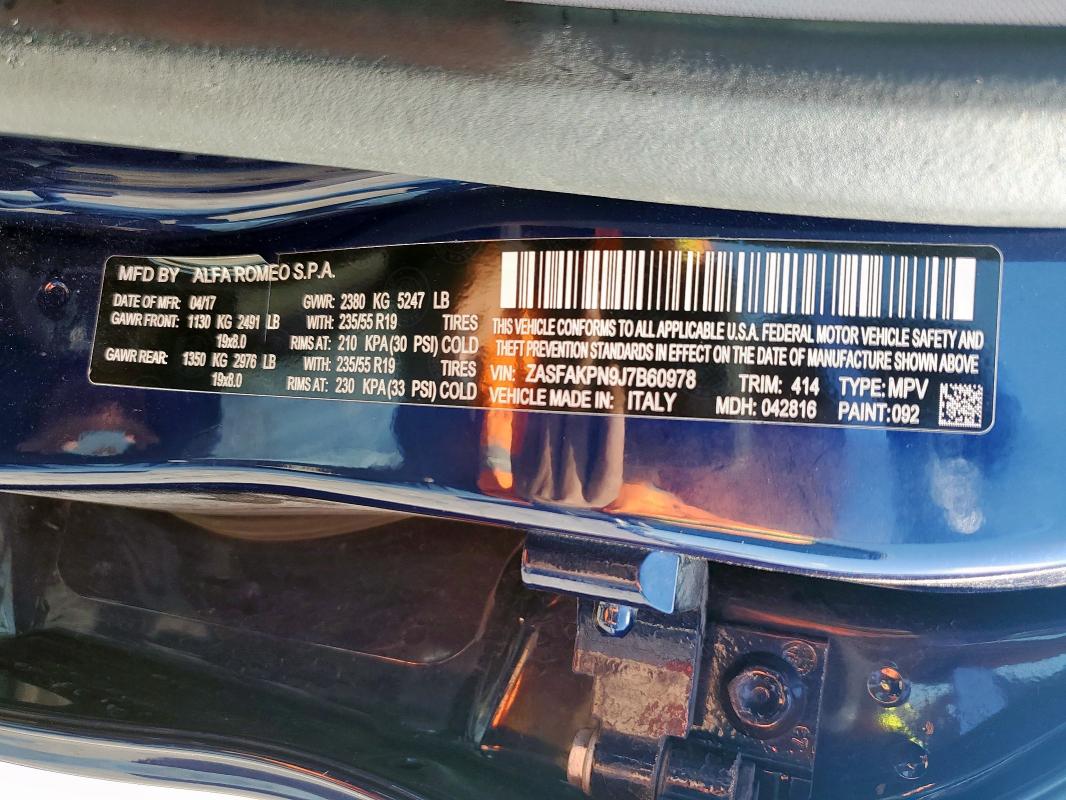 MFD BY ALFA ROMEO S.P.A.
DATE OF MFR: 04/17 GVWR: 2380 KG 5247 LB
GAWR FRONT: 1130 KG 2491 LB WITH: 235/55 R19 TIRES
19x8.0 RIMS AT: 210 KPA(30 PSI) COLD
GAWR REAR: 1350 KG 2976 LB WITH: 235/55 R19 TIRES
19x8.0 RIMS AT: 230 KPA(33 PSI) COLD
THIS VEHICLE CONFORMS TO ALL APPLICABLE U.S.A. FEDERAL MOTOR VEHICLE SAFETY AND
THEFT PREVENTION STANDARDS IN EFFECT ON THE DATE OF MANUFACTURE SHOWN ABOVE
VIN: ZASFAKPN9J7B60978 TRIM: 414 TYPE: MPV
VEHICLE MADE IN: ITALY MDH: 042816 PAINT:092